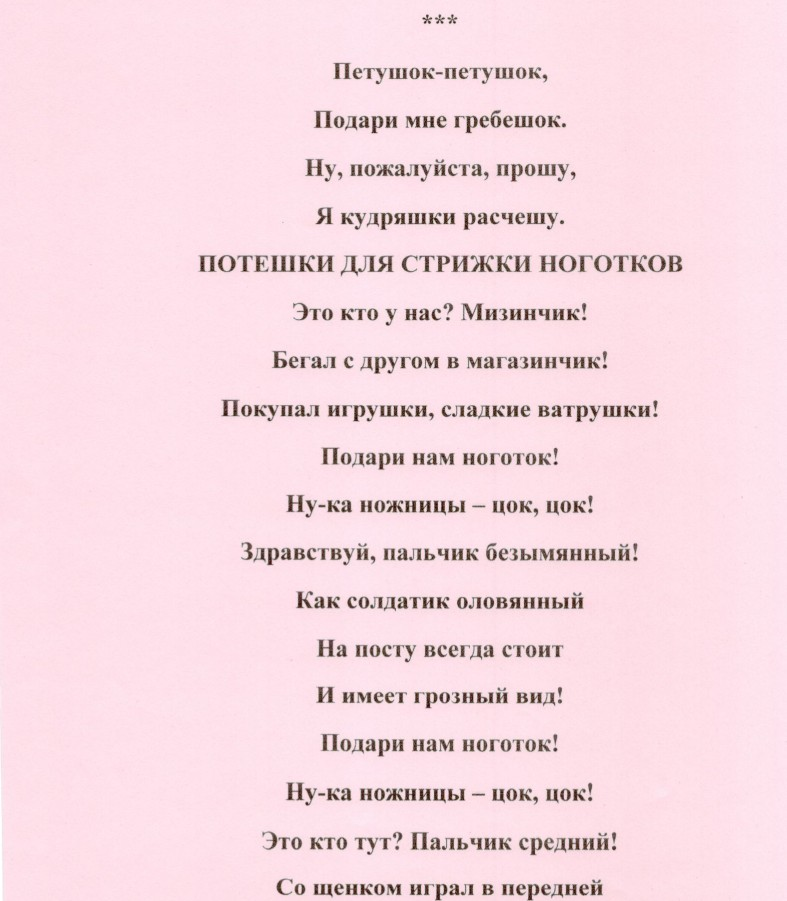 ***
Петушок-петушок,
Подари мне гребешок.
Ну, пожалуйста, прошу,
Я кудряшки расчешу.
ПОТЕШКИ ДЛЯ СТРИЖКИ НОГОТКОВ
Это кто у нас? Мизинчик!
Бегал с другом в магазинчик!
Покупал игрушки, сладкие ватрушки!
Подари нам ноготок!
Ну-ка ножницы – цок, цок!
Здравствуй, пальчик безымянный!
Как солдатик оловянный
На посту всегда стоит
И имеет грозный вид!
Подари нам ноготок!
Ну-ка ножницы – цок, цок!
Это кто тут? Пальчик средний!
Со щенком играл в передней